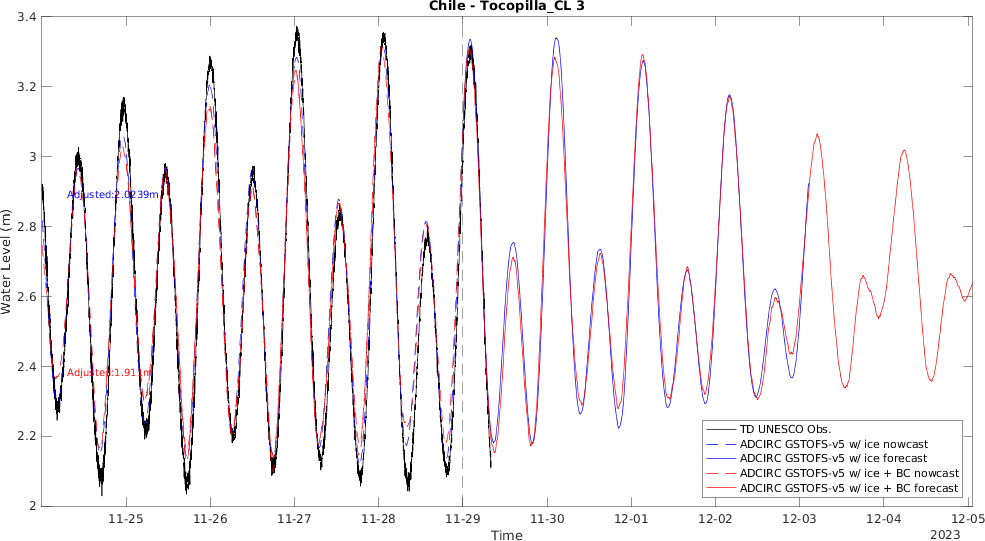 Chile - Tocopilla_CL 3
3.4
3.2
3
2.8
2.6
2.4
2.2
2
Water Level (m)
Adjusted:2.0239m
Adjusted:1.911m
TD UNESCO Obs.
ADCIRC GSTOFS-v5 w/ ice nowcast
ADCIRC GSTOFS-v5 w/ ice forecast
ADCIRC GSTOFS-v5 w/ ice + BC nowcast
ADCIRC GSTOFS-v5 w/ ice + BC forecast
11-25 11-26 11-27 11-28 11-29 11-30 12-01 12-02 12-03 12-04 12-05
Time
2023